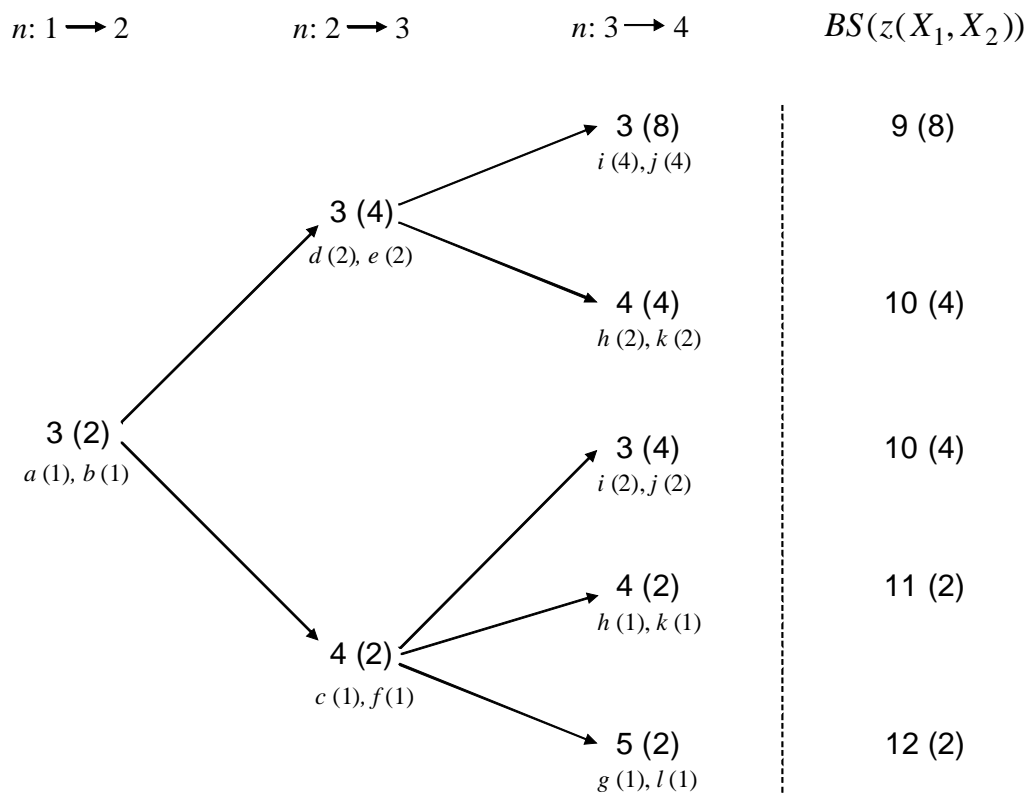 n: 1 → 2 n: 2 → 3 n: 3 → 4 BS(z(X₁, X₂))
3 (8) 9 (8)
i (4), j (4)
3 (4)
d (2), e (2)
4 (4) 10 (4)
h (2), k (2)
3 (2)
a (1), b (1)
3 (4) 10 (4)
i (2), j (2)
4 (2) 11 (2)
h (1), k (1)
4 (2)
c (1), f (1)
5 (2) 12 (2)
g (1), l (1)